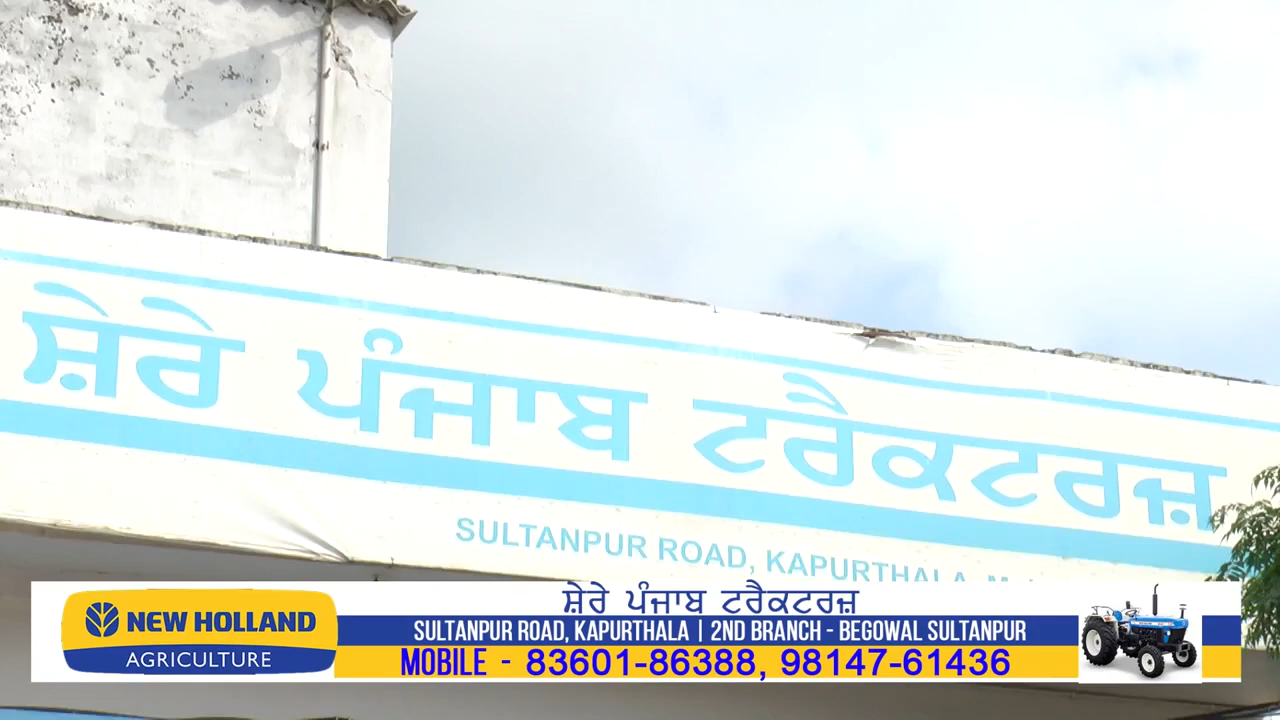 ਸ਼ੇਰੇ ਪੰਜਾਬ ਟਰੈਕਟਰਜ਼
SULTANPUR ROAD, KAPURTHALA
NEW HOLLAND
AGRICULTURE
ਸ਼ੇਰੇ ਪੰਜਾਬ ਟਰੈਕਟਰਜ਼
SULTANPUR ROAD, KAPURTHALA | 2ND BRANCH - BEGOWAL SULTANPUR
MOBILE - 83601-86388, 98147-61436